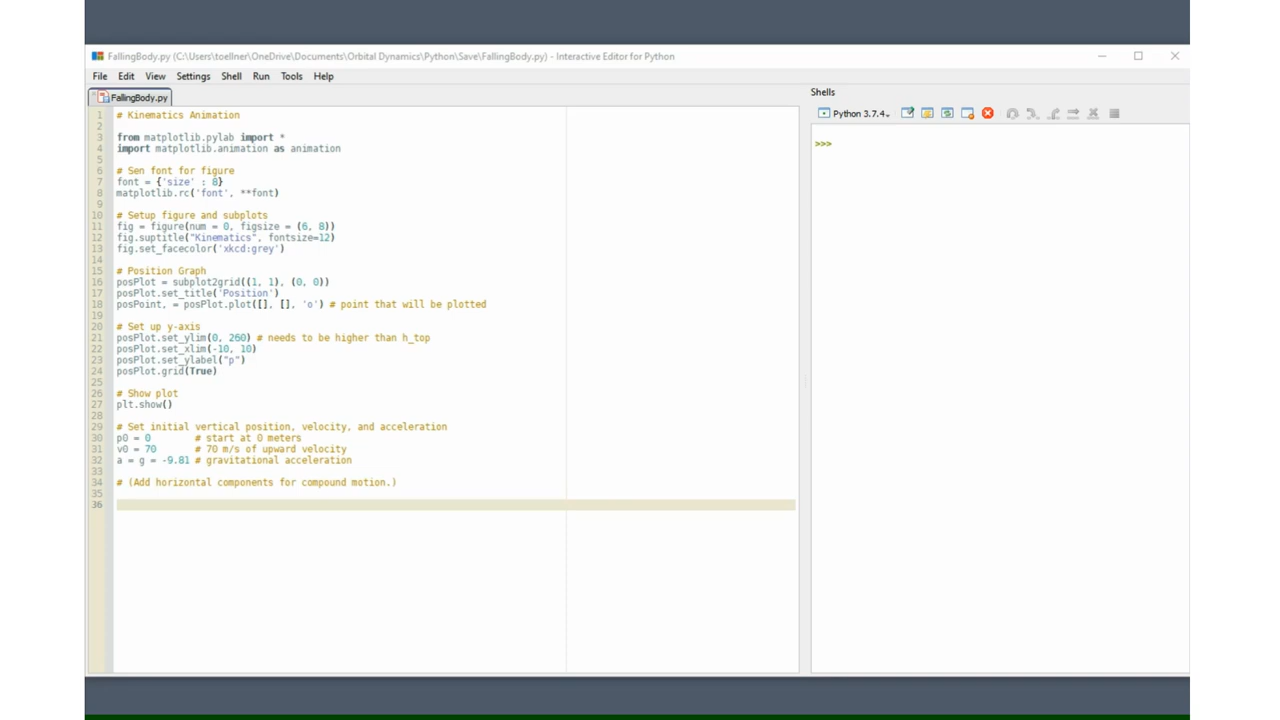 FallingBody.py (C:\Users\toellner\OneDrive\Documents\Orbital Dynamics\Python\Save\FallingBody.py) - Interactive Editor for Python
File Edit View Settings Shell Run Tools Help
FallingBody.py
1 # Kinematics Animation
2
3 from matplotlib.pylab import *
4 import matplotlib.animation as animation
5
6 # Sen font for figure
7 font = {'size' : 8}
8 matplotlib.rc('font', **font)
9
10 # Setup figure and subplots
11 fig = figure(num = 0, figsize = (6, 8))
12 fig.suptitle("Kinematics", fontsize=12)
13 fig.set_facecolor('xkcd:grey')
14
15 # Position Graph
16 posPlot = subplot2grid((1, 1), (0, 0))
17 posPlot.set_title('Position')
18 posPoint, = posPlot.plot([], [], 'o') # point that will be plotted
19
20 # Set up y-axis
21 posPlot.set_ylim(0, 260) # needs to be higher than h_top
22 posPlot.set_xlim(-10, 10)
23 posPlot.set_ylabel("p")
24 posPlot.grid(True)
25
26 # Show plot
27 plt.show()
28
29 # Set initial vertical position, velocity, and acceleration
30 p0 = 0 # start at 0 meters
31 v0 = 70 # 70 m/s of upward velocity
32 a = g = -9.81 # gravitational acceleration
33
34 # (Add horizontal components for compound motion.)
35
36
Shells
Python 3.7.4
>>>